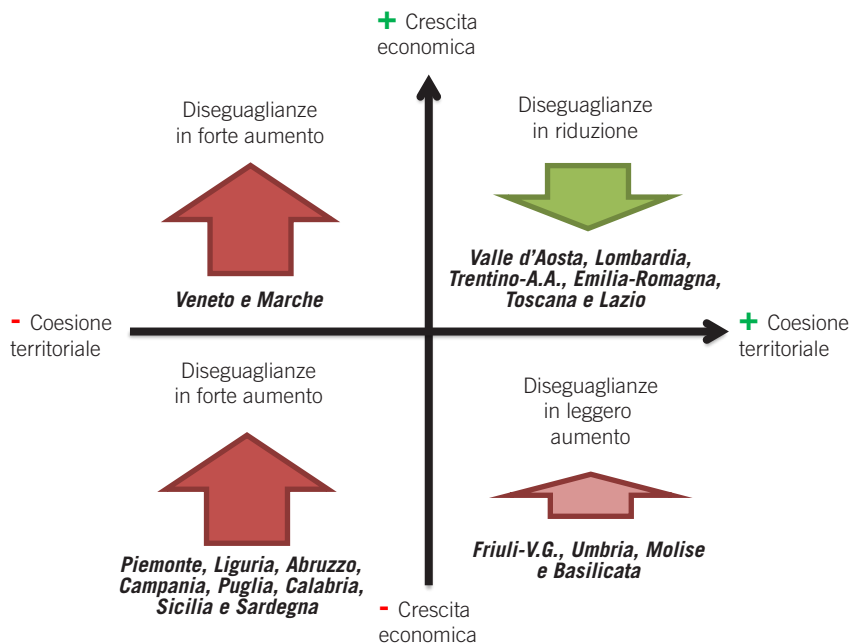 + Crescita
economica
Diseguaglianze
in forte aumento
Diseguaglianze
in riduzione
Veneto e Marche
Valle d'Aosta, Lombardia,
Trentino-A.A., Emilia-Romagna,
Toscana e Lazio
- Coesione
territoriale
+ Coesione
territoriale
Diseguaglianze
in forte aumento
Diseguaglianze
in leggero
aumento
Piemonte, Liguria, Abruzzo,
Campania, Puglia, Calabria,
Sicilia e Sardegna
Friuli-V.G., Umbria, Molise
e Basilicata
- Crescita
economica